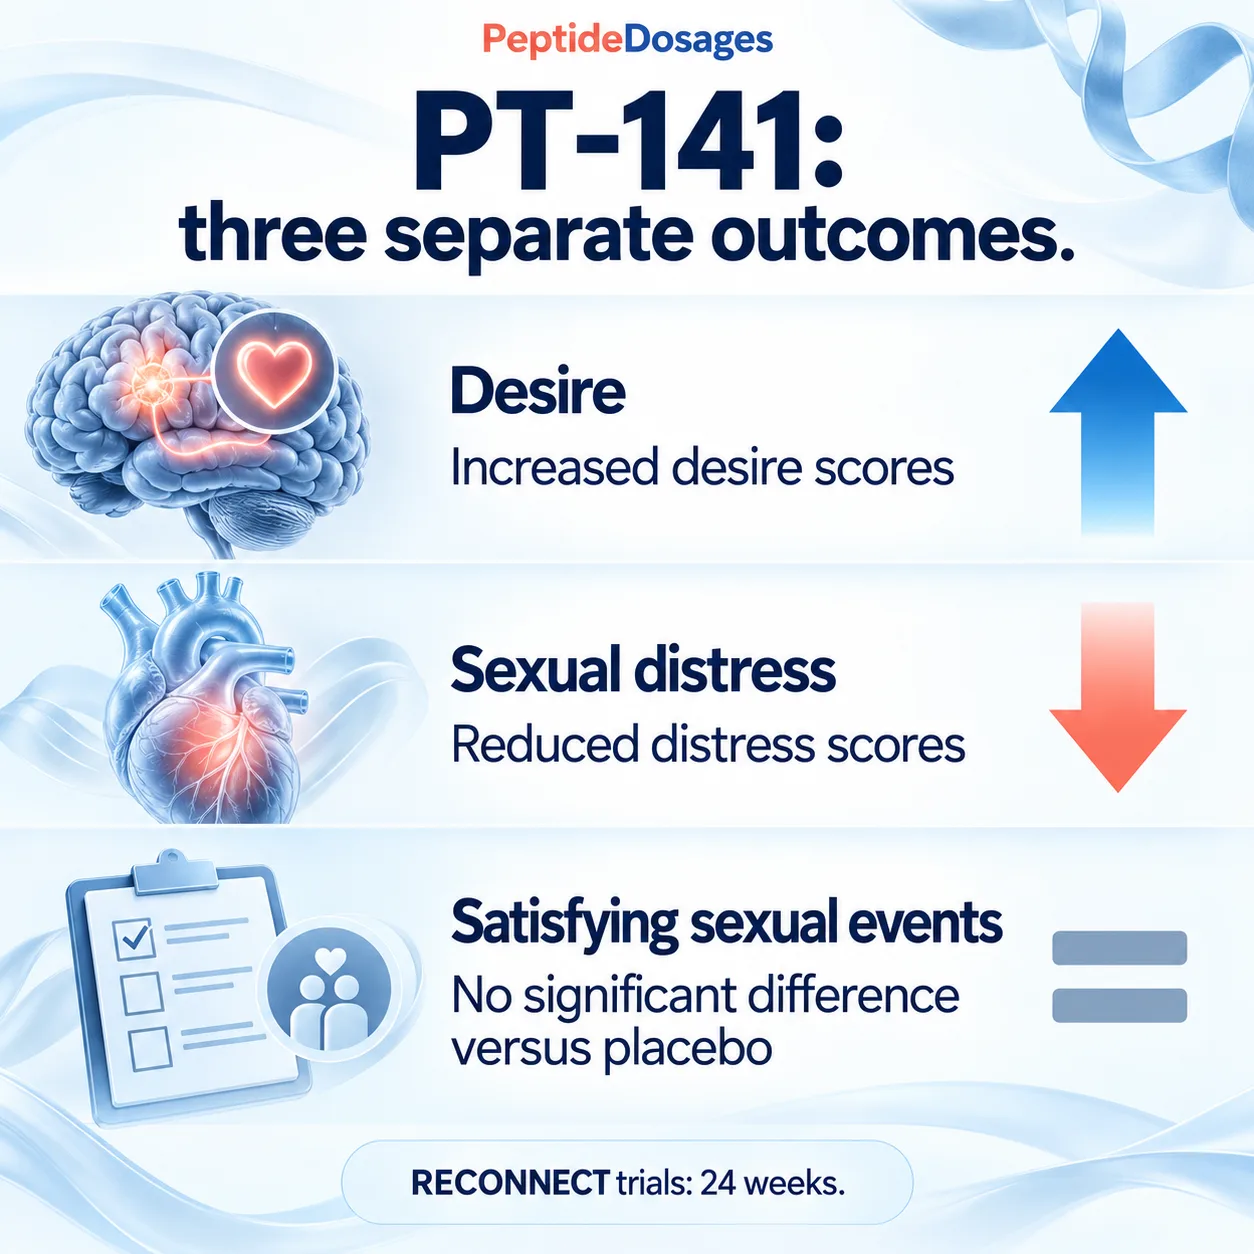 PeptideDosages
PT-141:
three separate outcomes.
Desire
Increased desire scores
Sexual distress
Reduced distress scores
Satisfying sexual events
No significant difference
versus placebo
RECONNECT trials: 24 weeks.